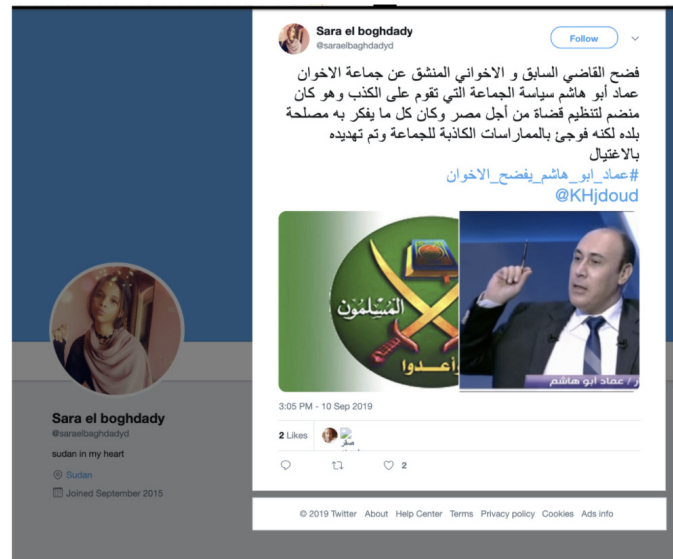 Sara el boghdady
@saraelbaghdadyd
Follow
فضح القاضي السابق و الاخواني المنشق عن جماعة الاخوان
عماد أبو هاشم سياسة الجماعة التي تقوم على الكذب وهو كان
منضم لتنظيم قضاة من أجل مصر وكان كل ما يفكر به مصلحة
بلده لكنه فوجئ بالمماراسات الكاذبة للجماعة وتم تهديده
بالاغتيال
#عماد_ابو_هاشم_يفضح_الاخوان
@KHjdoud
المسلمون
وأعدوا
ر / عماد أبو هاشم
3:05 PM - 10 Sep 2019
2 Likes
2
Sara el boghdady
@saraelbaghdadyd
sudan in my heart
Sudan
Joined September 2015
© 2019 Twitter About Help Center Terms Privacy policy Cookies Ads info